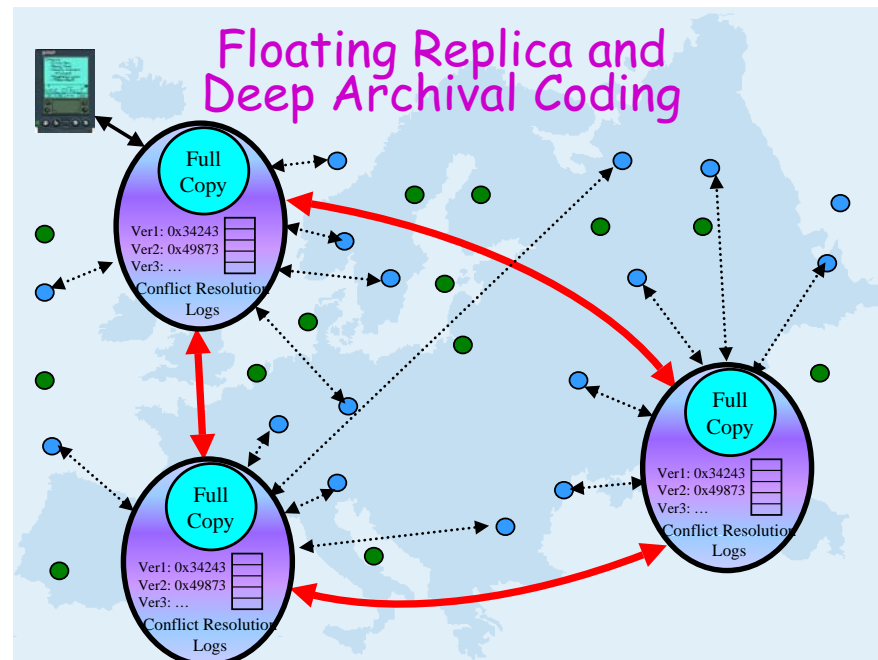 Floating Replica and
Deep Archival Coding
Full
Copy
Ver1: 0x34243
Ver2: 0x49873
Ver3: …
Conflict Resolution
Logs
Full
Copy
Ver1: 0x34243
Ver2: 0x49873
Ver3: …
Conflict Resolution
Logs
Full
Copy
Ver1: 0x34243
Ver2: 0x49873
Ver3: …
Conflict Resolution
Logs